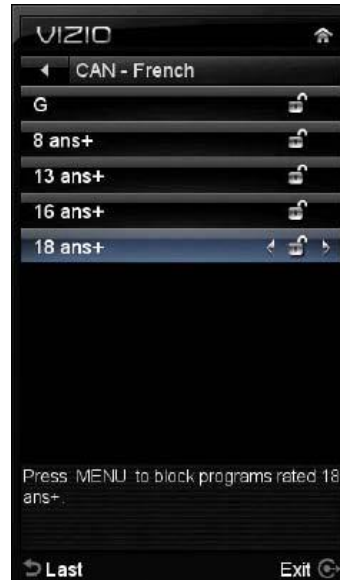 VIZIO
CAN - French
G
8 ans+
13 ans+
16 ans+
18 ans+
Press MENU to block programs rated 18
ans+.
Last Exit